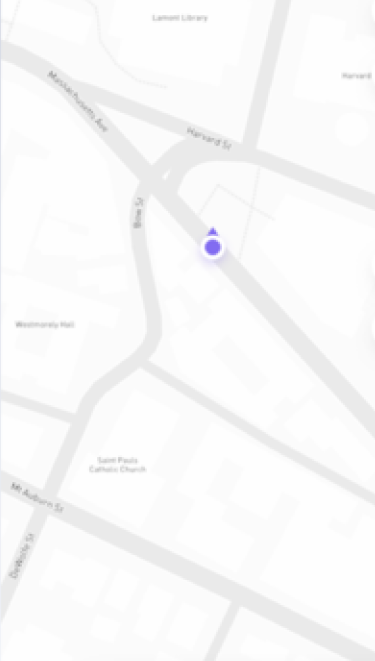 Lamont Library
Harvard
Massachusetts Ave
Harvard St
Bow St
Westmorely Hall
Saint Pauls
Catholic Church
Mt Auburn St
DeWolfe St